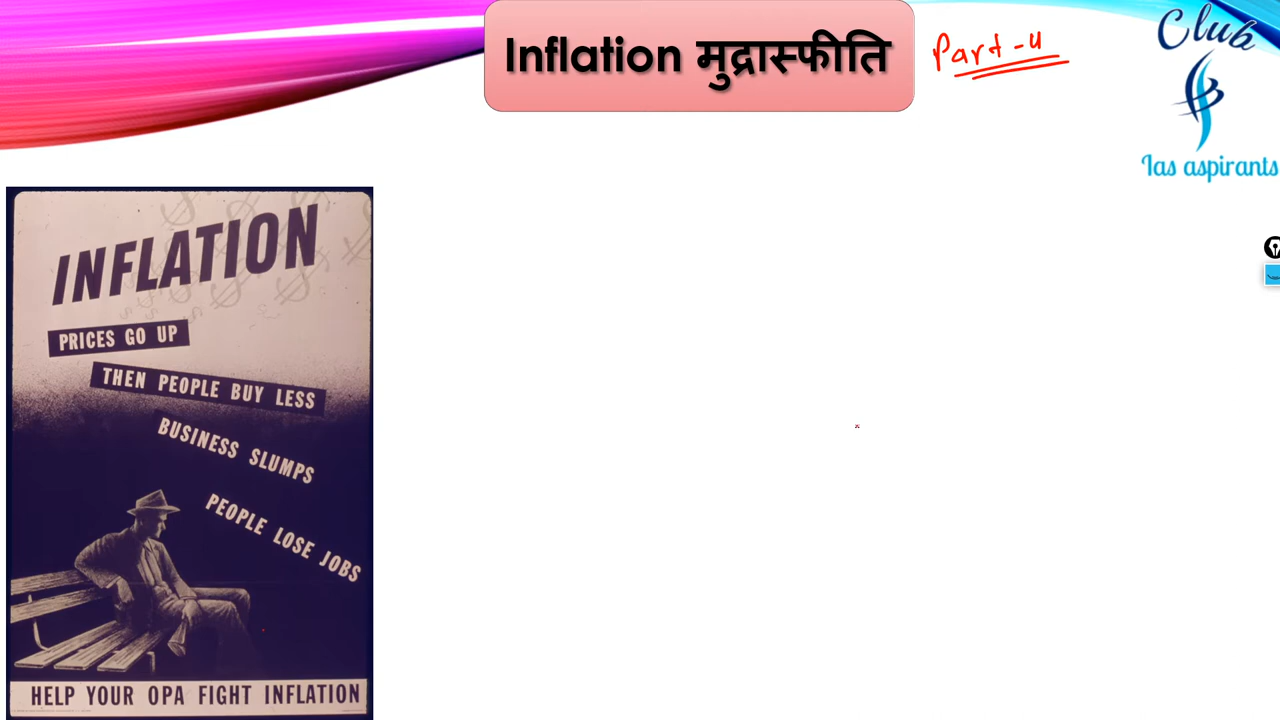 Inflation मुद्रास्फीति
Part-4
Club
Ias aspirants
INFLATION
PRICES GO UP
THEN PEOPLE BUY LESS
BUSINESS SLUMPS
PEOPLE LOSE JOBS
HELP YOUR OPA FIGHT INFLATION